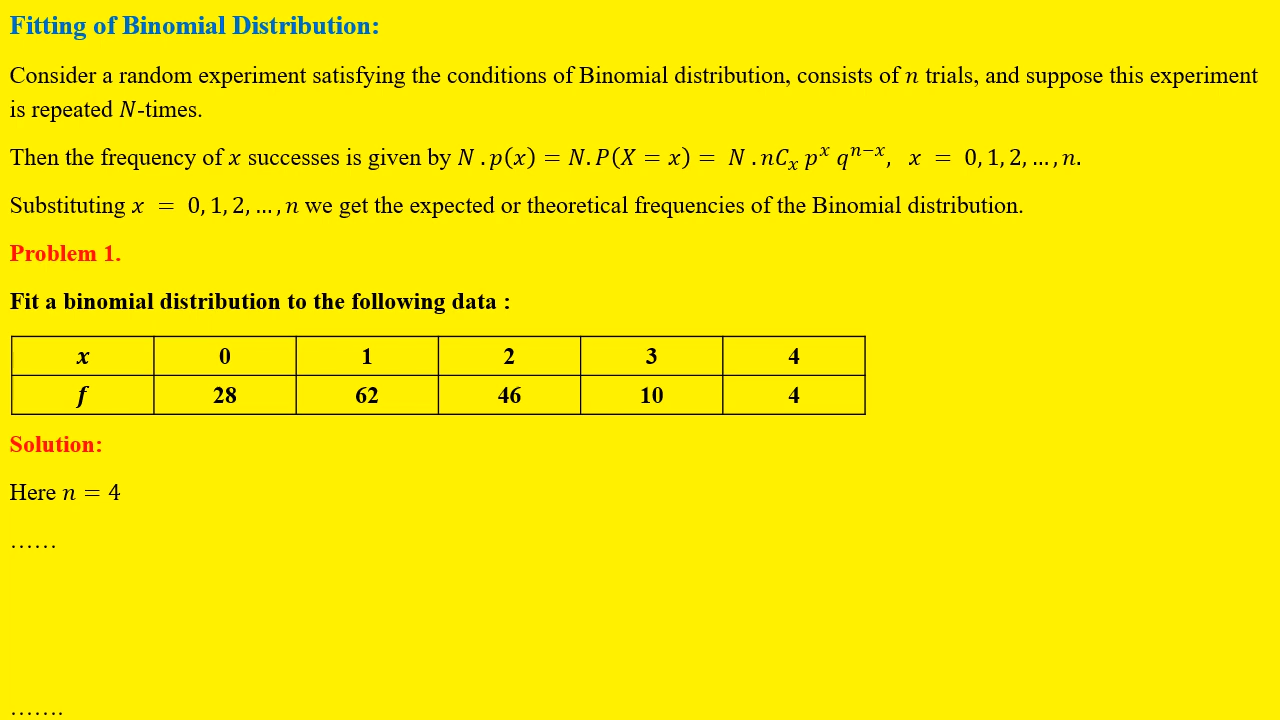 Fitting of Binomial Distribution:
Consider a random experiment satisfying the conditions of Binomial distribution, consists of n trials, and suppose this experiment
is repeated N-times.
Then the frequency of x successes is given by N . p(x) = N. P(X = x) = N . nCₓ pˣ qⁿ⁻ˣ, x = 0, 1, 2, … , n.
Substituting x = 0, 1, 2, … , n we get the expected or theoretical frequencies of the Binomial distribution.
Problem 1.
Fit a binomial distribution to the following data :
x 0 1 2 3 4
f 28 62 46 10 4
Solution:
Here n = 4
……
…….